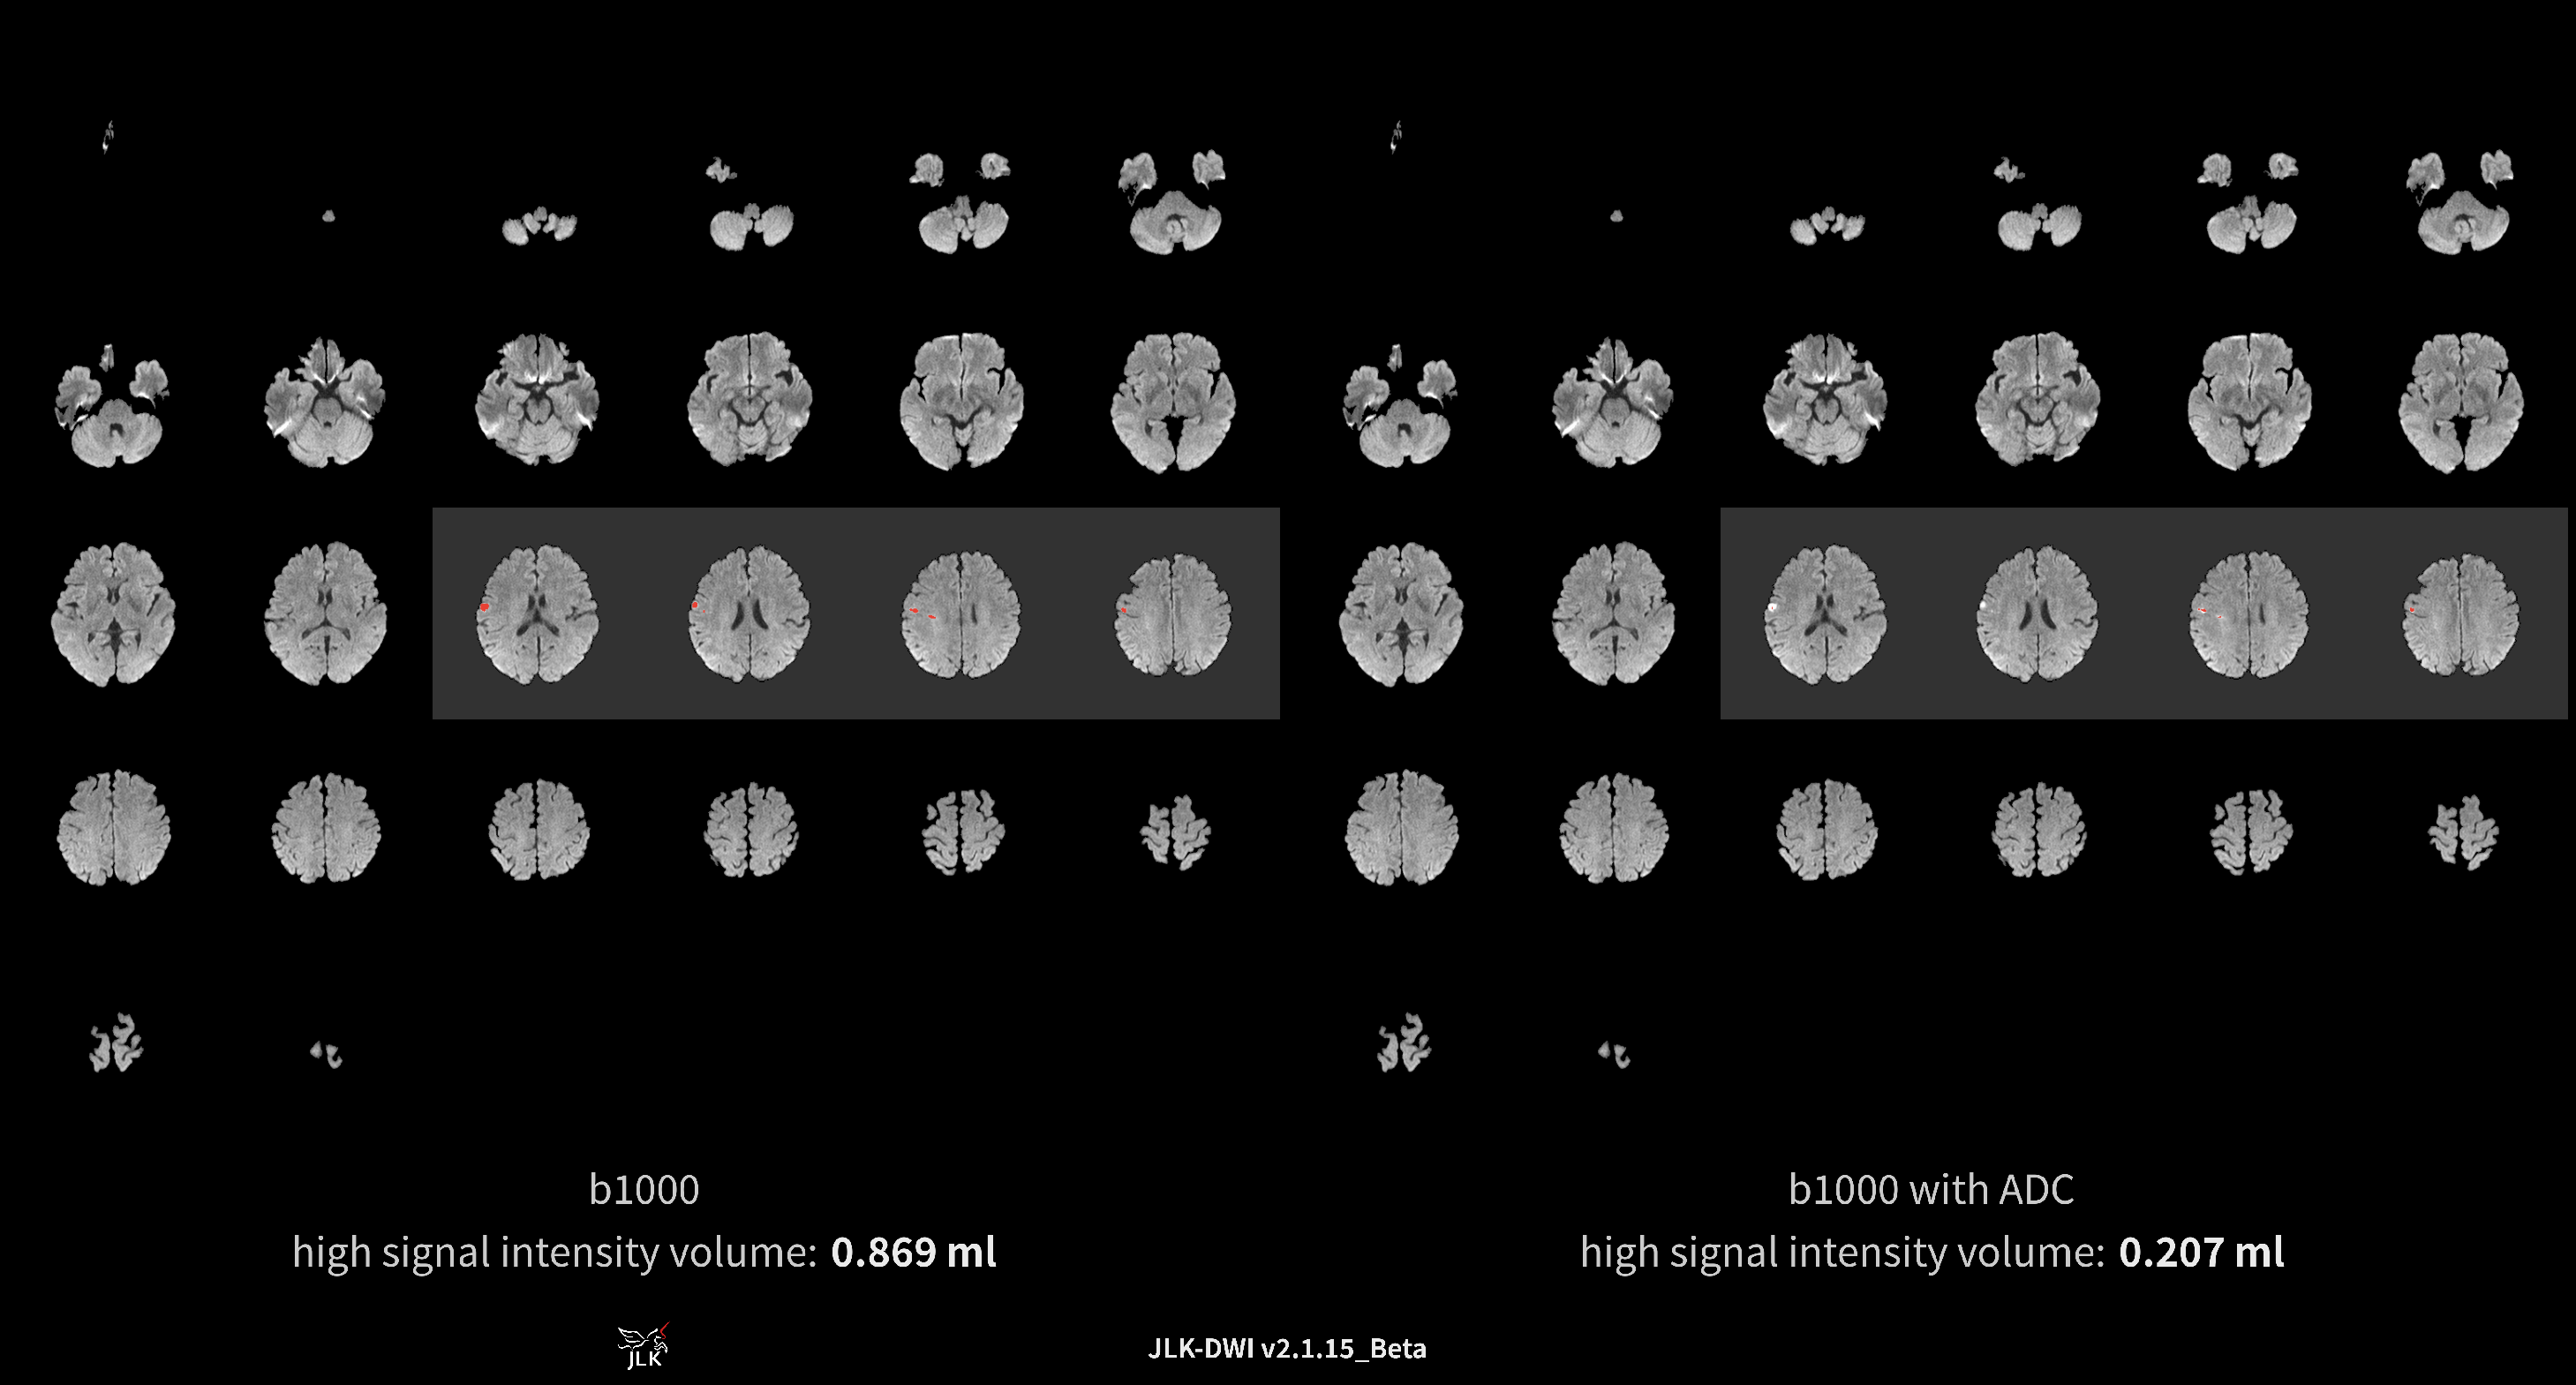 b1000
high signal intensity volume: 0.869 ml
b1000 with ADC
high signal intensity volume: 0.207 ml
JLK
JLK-DWI v2.1.15_Beta